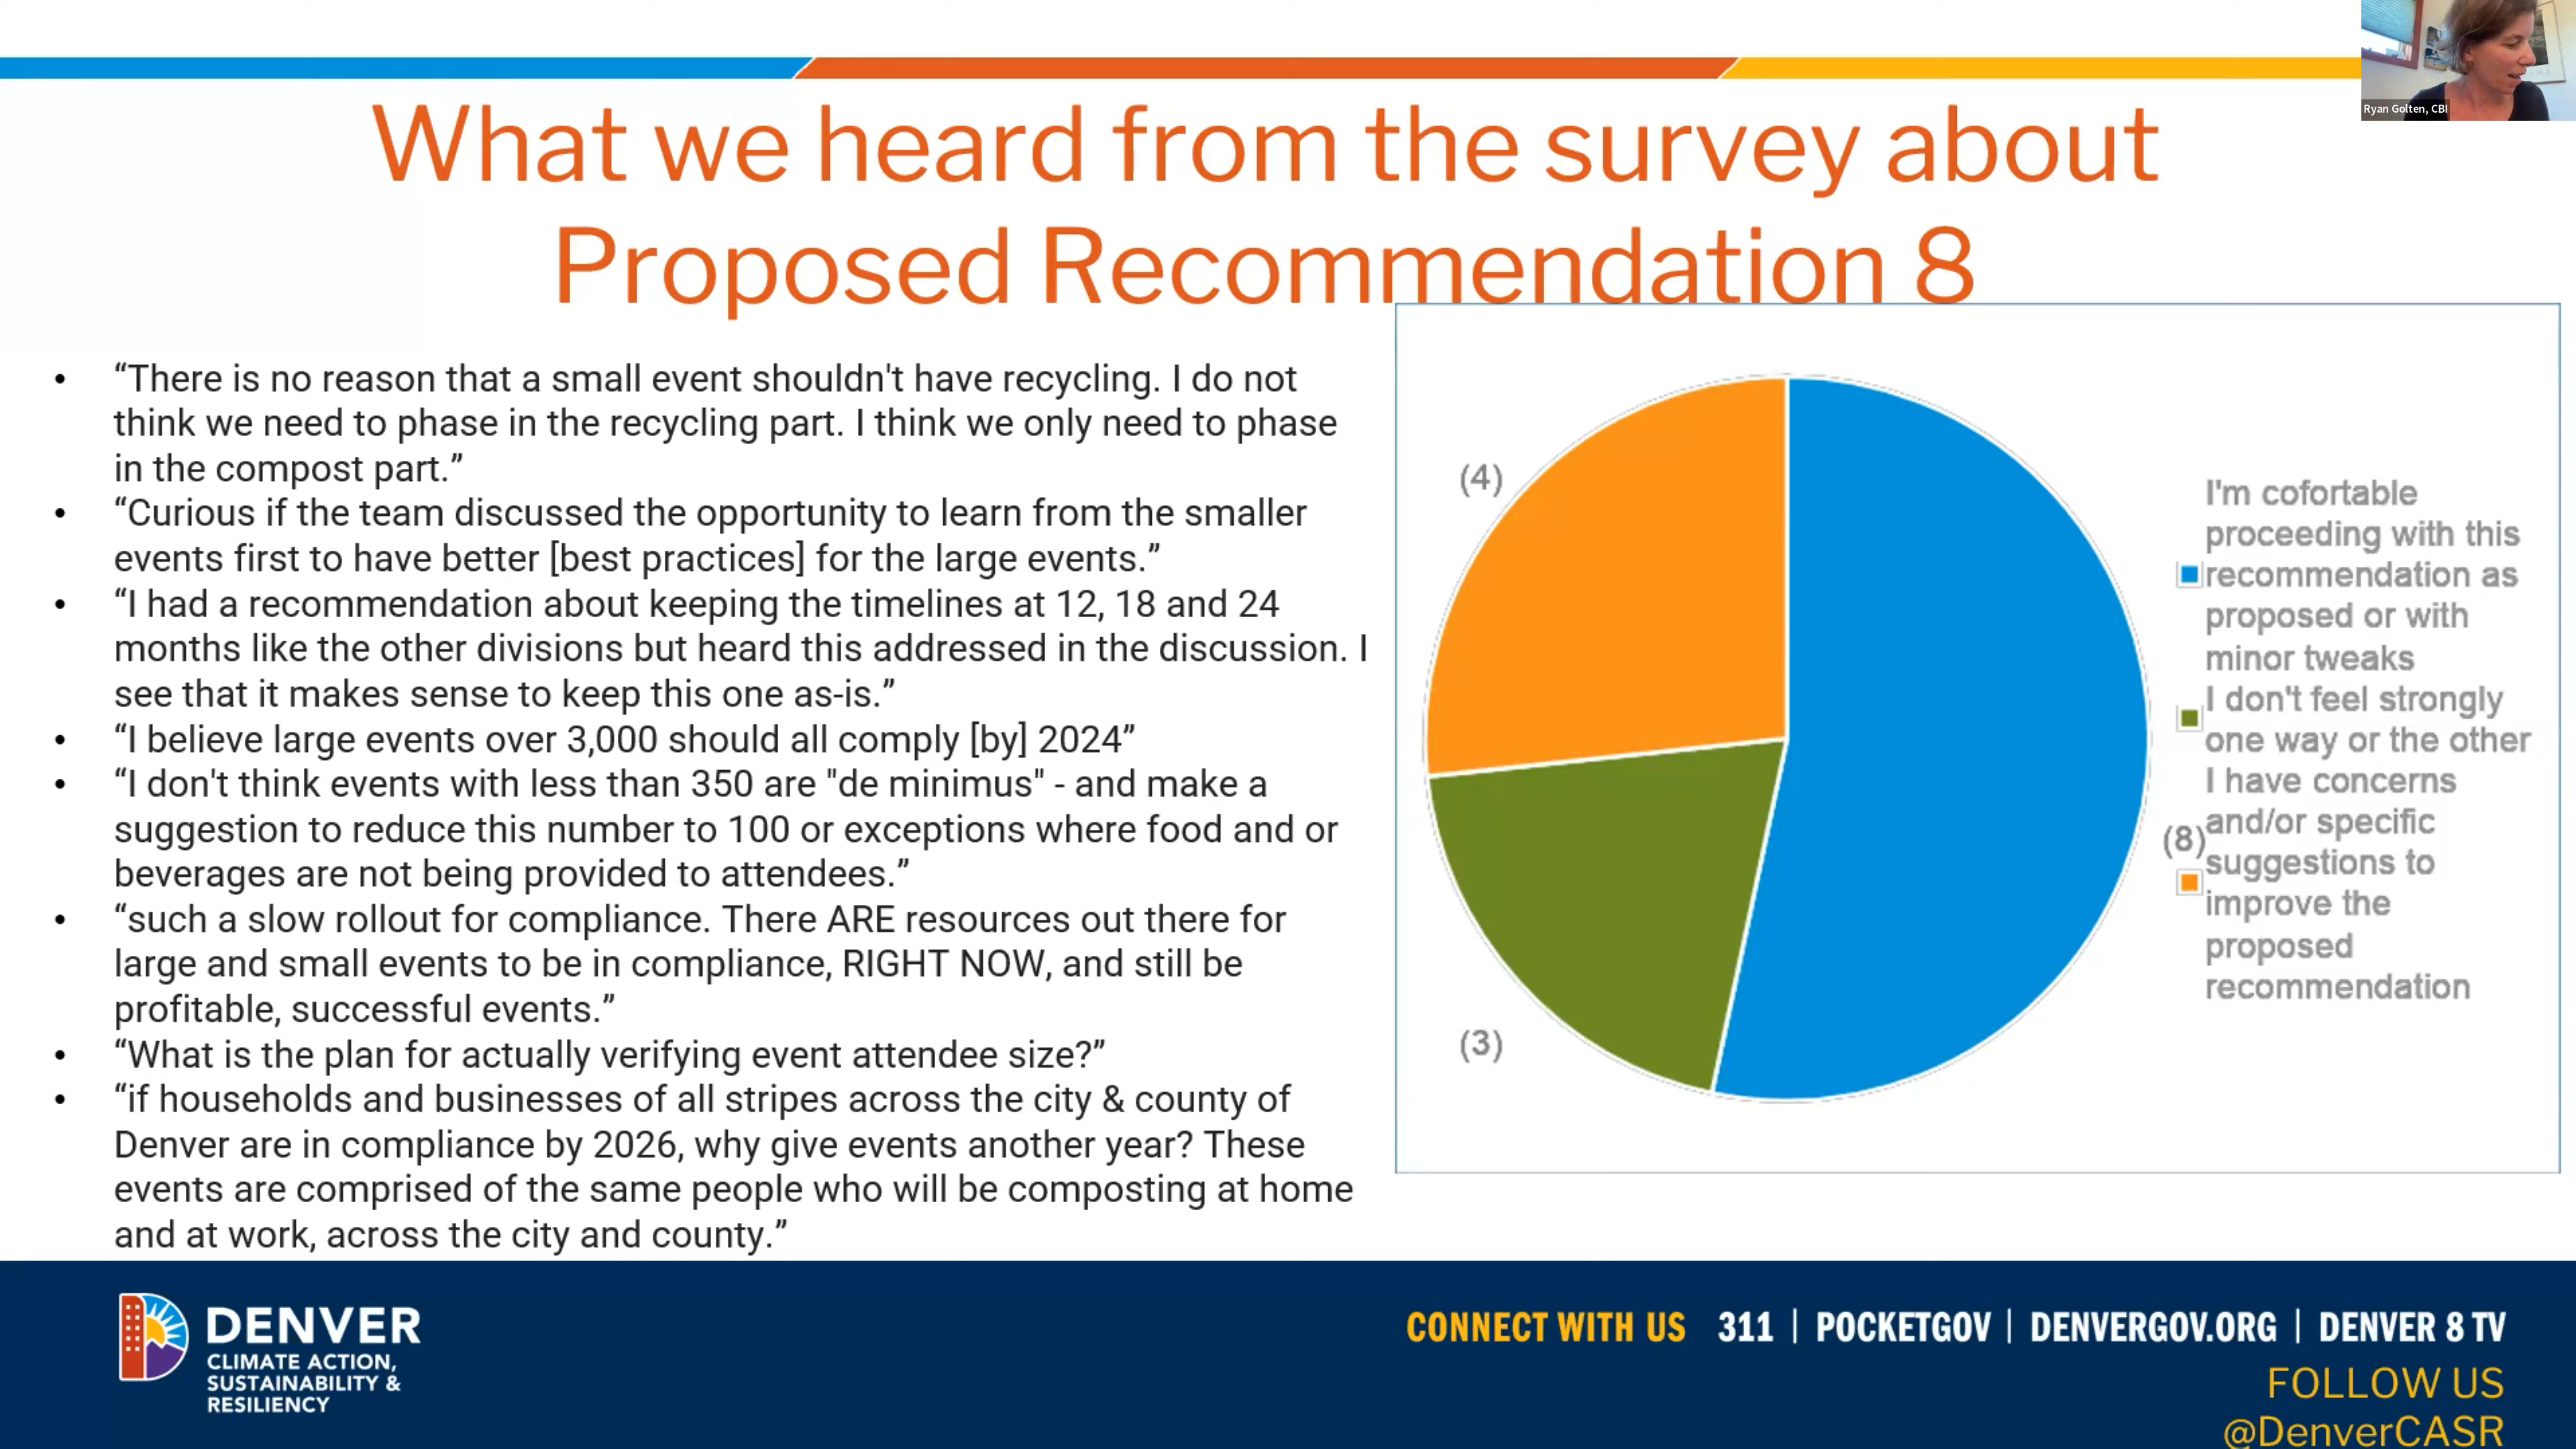 Ryan Golten, CBI
What we heard from the survey about
Proposed Recommendation 8
• “There is no reason that a small event shouldn't have recycling. I do not
think we need to phase in the recycling part. I think we only need to phase
in the compost part.”
• “Curious if the team discussed the opportunity to learn from the smaller
events first to have better [best practices] for the large events.”
• “I had a recommendation about keeping the timelines at 12, 18 and 24
months like the other divisions but heard this addressed in the discussion. I
see that it makes sense to keep this one as-is.”
• “I believe large events over 3,000 should all comply [by] 2024”
• “I don't think events with less than 350 are "de minimus" - and make a
suggestion to reduce this number to 100 or exceptions where food and or
beverages are not being provided to attendees.”
• “such a slow rollout for compliance. There ARE resources out there for
large and small events to be in compliance, RIGHT NOW, and still be
profitable, successful events.”
• “What is the plan for actually verifying event attendee size?”
• “if households and businesses of all stripes across the city & county of
Denver are in compliance by 2026, why give events another year? These
events are comprised of the same people who will be composting at home
and at work, across the city and county.”
(4)
(3)
(8)
I'm cofortable
proceeding with this
recommendation as
proposed or with
minor tweaks
I don't feel strongly
one way or the other
I have concerns
and/or specific
suggestions to
improve the
proposed
recommendation
DENVER
CLIMATE ACTION,
SUSTAINABILITY &
RESILIENCY
CONNECT WITH US 311 | POCKETGOV | DENVERGOV.ORG | DENVER 8 TV
FOLLOW US
@DenverCASR